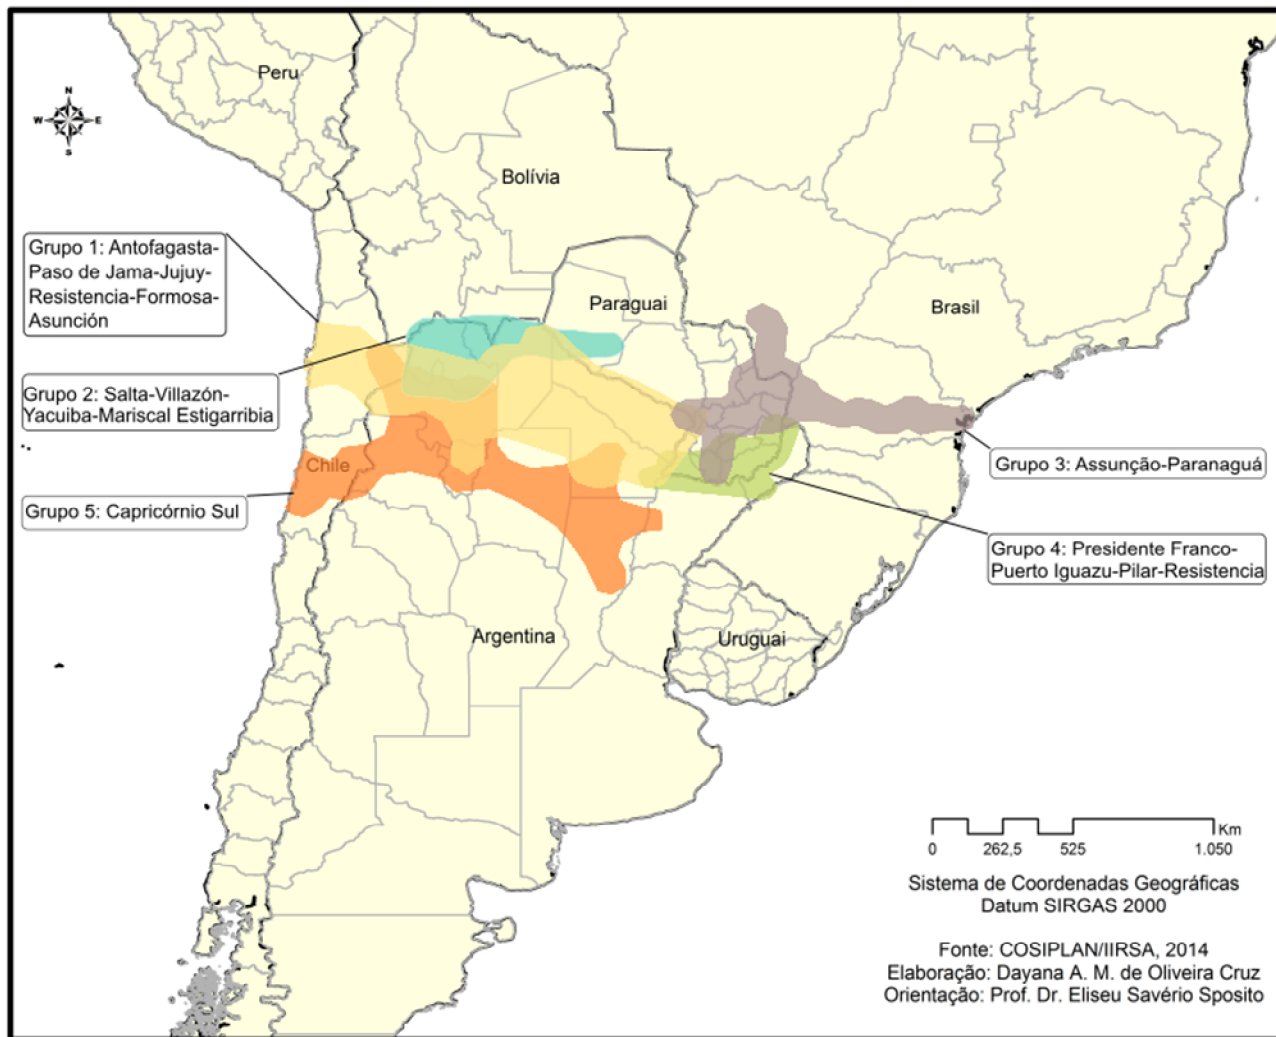 Peru
N
W E
S
Bolívia
Grupo 1: Antofagasta-
Paso de Jama-Jujuy-
Resistencia-Formosa-
Asunción
Paraguai
Brasil
Grupo 2: Salta-Villazón-
Yacuiba-Mariscal Estigarribia
Chile
Grupo 3: Assunção-Paranaguá
Grupo 5: Capricórnio Sul
Grupo 4: Presidente Franco-
Puerto Iguazu-Pilar-Resistencia
Argentina
Uruguai
Km
0 262,5 525 1.050
Sistema de Coordenadas Geográficas
Datum SIRGAS 2000
Fonte: COSIPLAN/IIRSA, 2014
Elaboração: Dayana A. M. de Oliveira Cruz
Orientação: Prof. Dr. Eliseu Savério Sposito